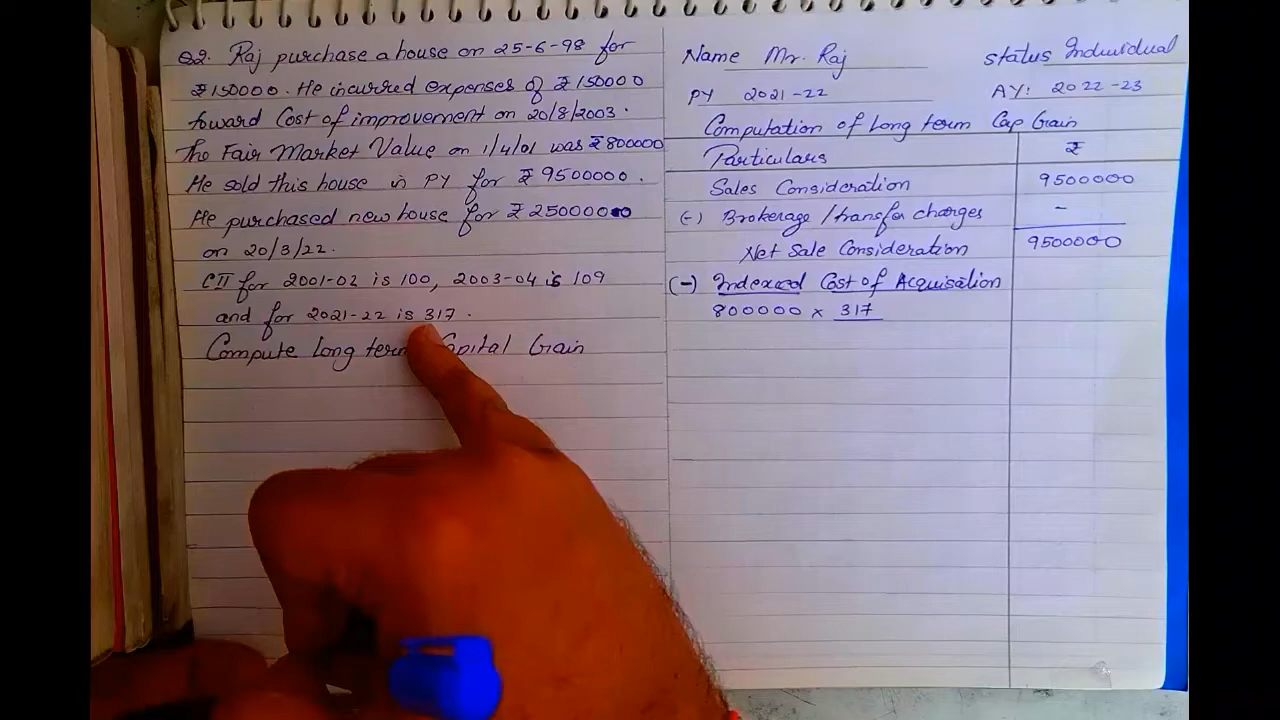 Q2. Raj purchase a house on 25-6-98 for
₹150000. He incurred expenses of ₹150000
toward Cost of improvement on 20/8/2003.
The Fair Market Value on 1/4/01 was ₹800000
He sold this house in PY for ₹9500000.
He purchased new house for ₹2500000
on 20/3/22.
CII for 2001-02 is 100, 2003-04 is 109
and for 2021-22 is 317.
Compute Long term Capital Gain
Name Mr. Raj status Individual
PY 2021-22 AY: 2022-23
Computation of Long term Cap Gain
Particulars ₹
Sales Consideration 9500000
(-) Brokerage /transfer charges -
Net Sale Consideration 9500000
(-) Indexed Cost of Acquisation
800000 × 317